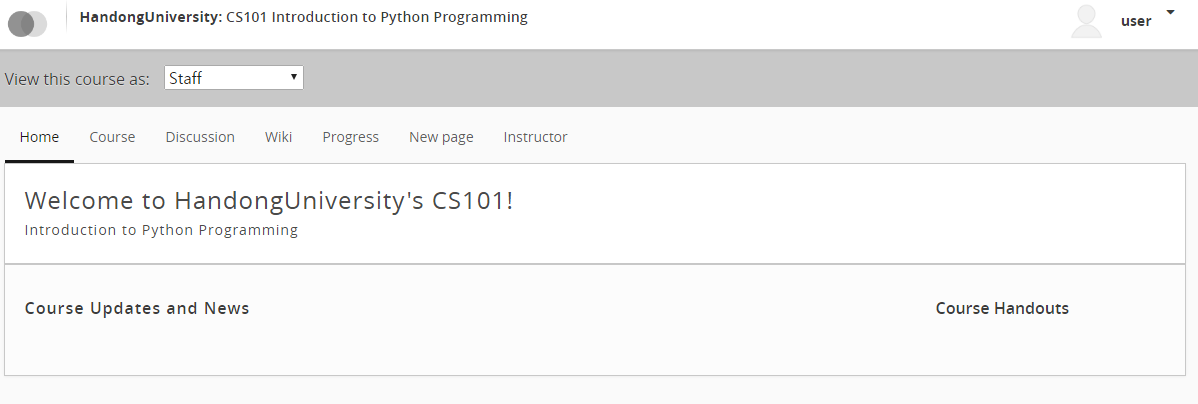 HandongUniversity: CS101 Introduction to Python Programming
user
View this course as: Staff
Home Course Discussion Wiki Progress New page Instructor
Welcome to HandongUniversity's CS101!
Introduction to Python Programming
Course Updates and News
Course Handouts